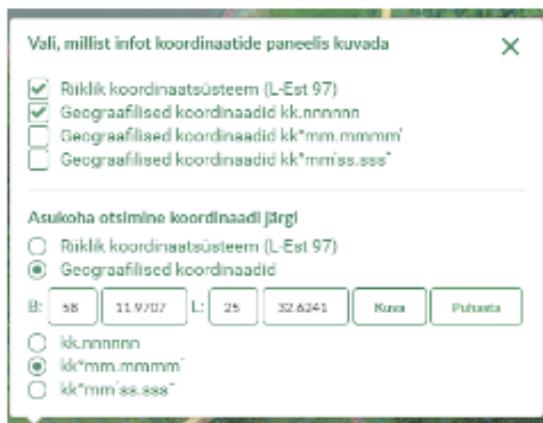 Vali, millist infot koordinaatide paneelis kuvada
Riiklik koordinaatsüsteem (L-Est 97)
Geograafilised koordinaadid kk.nnnnnn
Geograafilised koordinaadid kk°mm.mmmm'
Geograafilised koordinaadid kk°mm'ss.sss"
Asukoha otsimine koordinaadi järgi
Riiklik koordinaatsüsteem (L-Est 97)
Geograafilised koordinaadid
B: 58 11.9707 L: 25 32.6241 Kuva Puhasta
kk.nnnnnn
kk°mm.mmmm'
kk°mm'ss.sss"